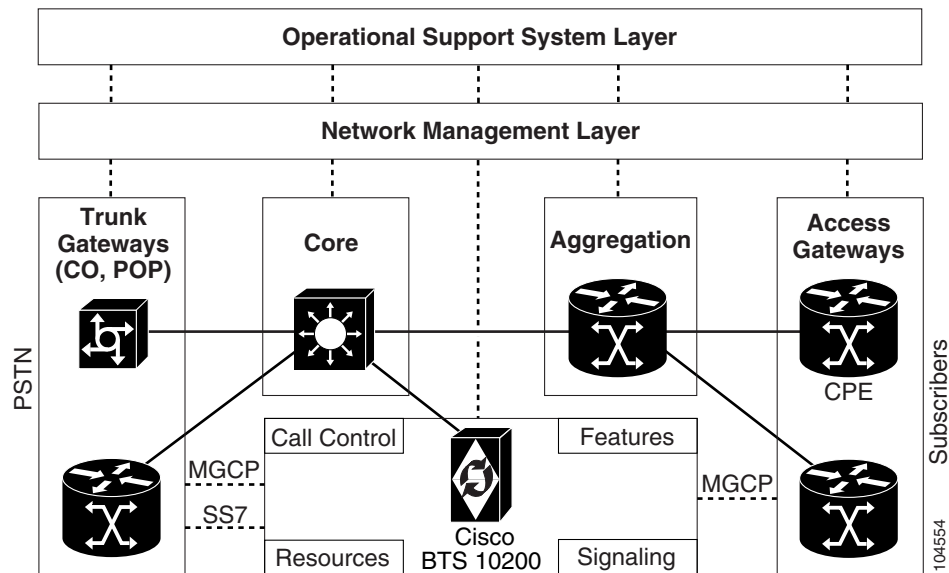 Operational Support System Layer
Network Management Layer
Trunk
Gateways
(CO, POP)
Core
Aggregation
Access
Gateways
PSTN
CPE
Subscribers
Call Control
Features
MGCP
SS7
MGCP
Cisco
BTS 10200
Resources
Signaling
104554